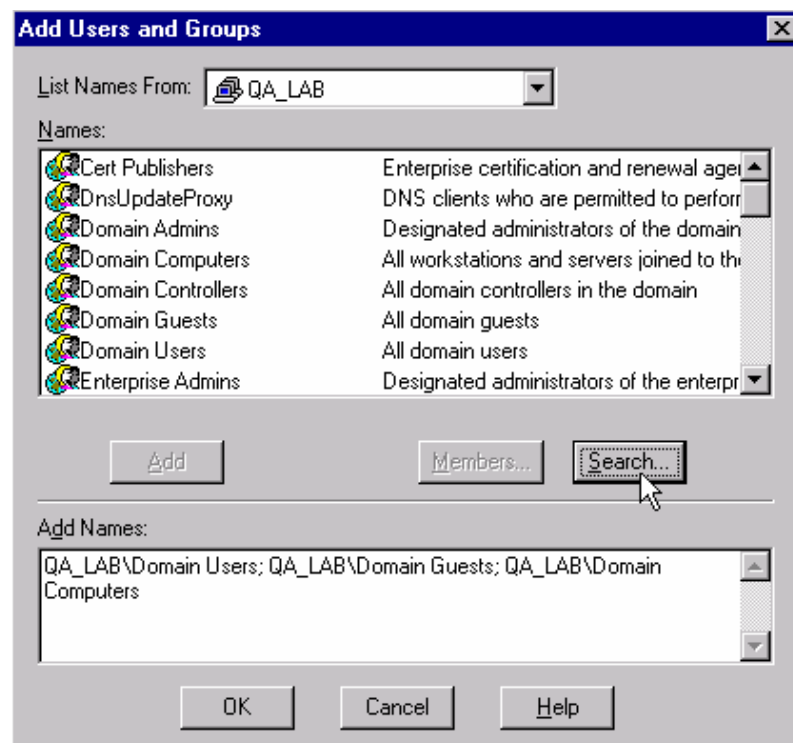 Add Users and Groups
List Names From: QA_LAB
Names:
Cert Publishers Enterprise certification and renewal agen
DnsUpdateProxy DNS clients who are permitted to perform
Domain Admins Designated administrators of the domain
Domain Computers All workstations and servers joined to the
Domain Controllers All domain controllers in the domain
Domain Guests All domain guests
Domain Users All domain users
Enterprise Admins Designated administrators of the enterpr
Add Members... Search...
Add Names:
QA_LAB\Domain Users; QA_LAB\Domain Guests; QA_LAB\Domain
Computers
OK Cancel Help